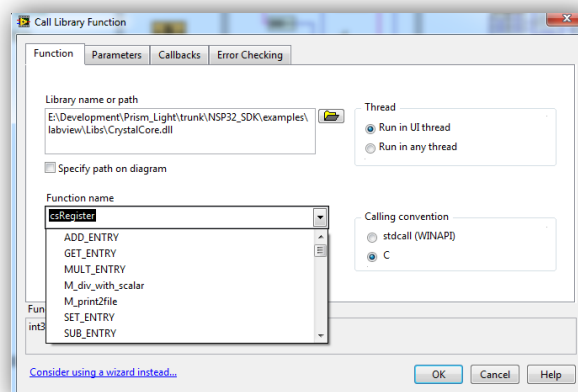 Call Library Function
Function Parameters Callbacks Error Checking
Library name or path
E:\Development\Prism_Light\trunk\NSP32_SDK\examples\
labview\Libs\CrystalCore.dll
Specify path on diagram
Thread
Run in UI thread
Run in any thread
Function name
csRegister
ADD_ENTRY
GET_ENTRY
MULT_ENTRY
M_div_with_scalar
M_print2file
SET_ENTRY
SUB_ENTRY
Calling convention
stdcall (WINAPI)
C
Fun
int3
Consider using a wizard instead...
OK Cancel Help